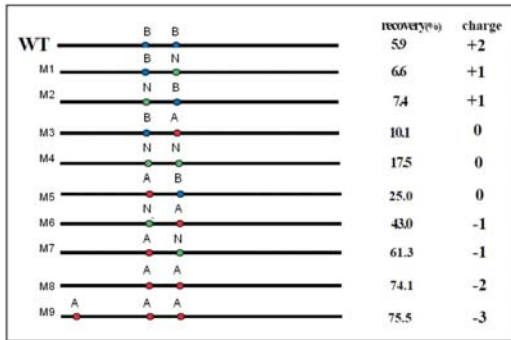 recovery(%) charge
B B
WT 5.9 +2
B N
M1 6.6 +1
N B
M2 7.4 +1
B A
M3 10.1 0
N N
M4 17.5 0
A B
M5 25.0 0
N A
M6 43.0 -1
A N
M7 61.3 -1
A A
M8 74.1 -2
A A A
M9 75.5 -3